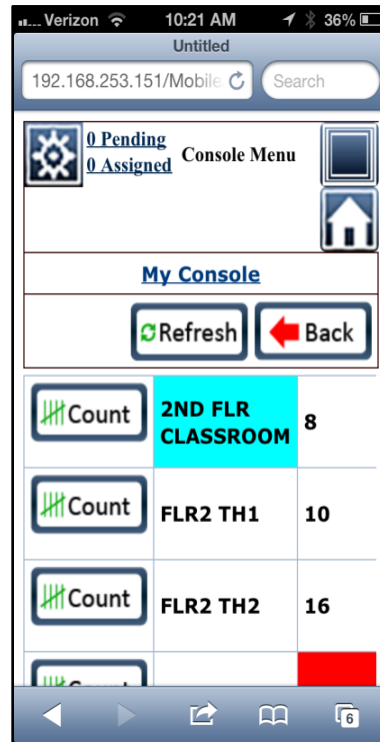 Verizon 10:21 AM 36%
Untitled
192.168.253.151/Mobile Search
0 Pending
0 Assigned
Console Menu
My Console
Refresh Back
Count 2ND FLR CLASSROOM 8
Count FLR2 TH1 10
Count FLR2 TH2 16
6